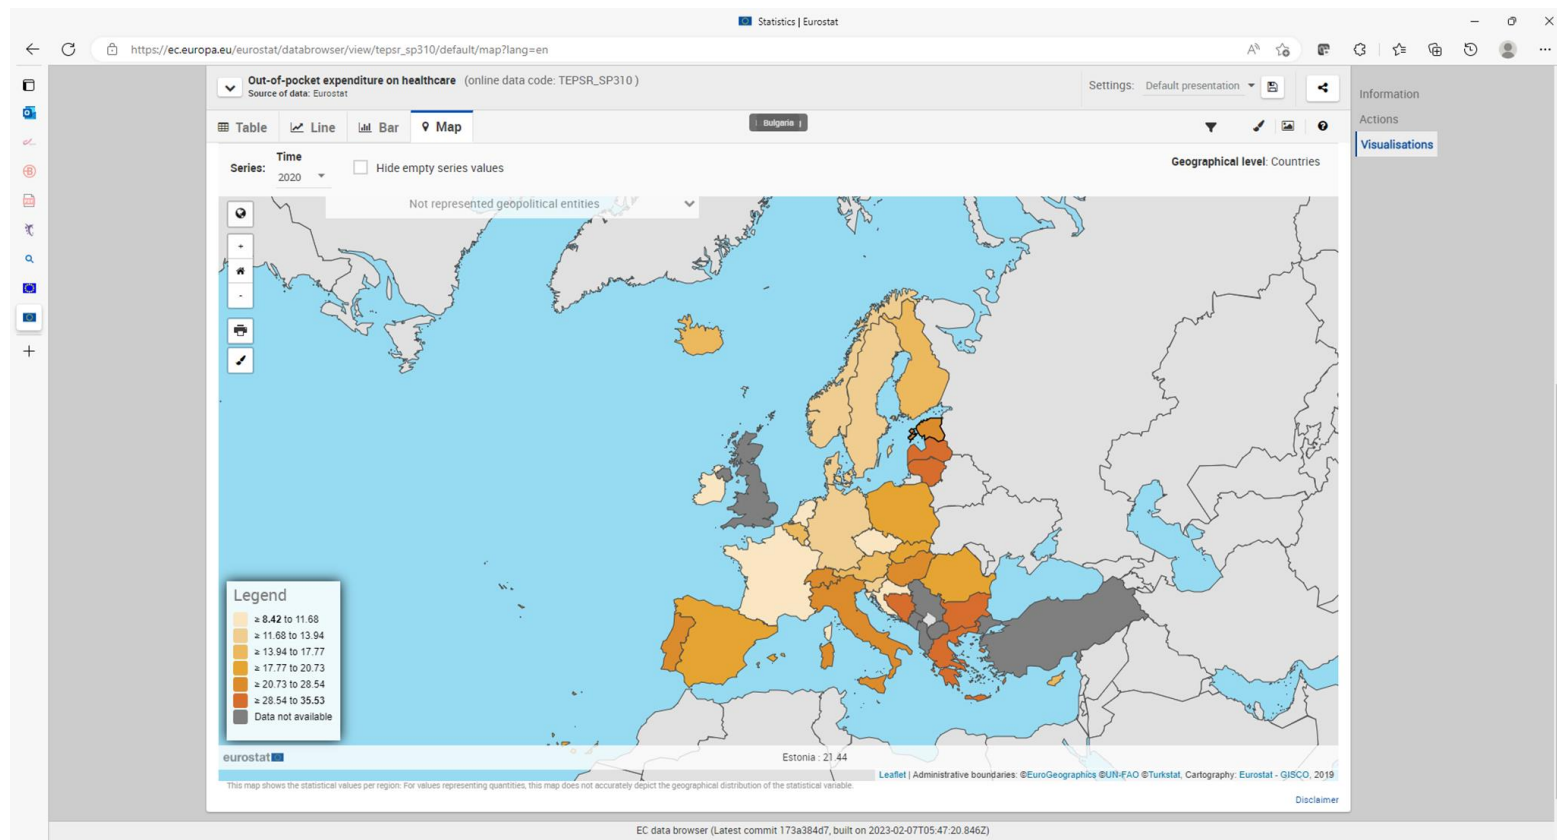 Statistics | Eurostat
https://ec.europa.eu/eurostat/databrowser/view/tepsr_sp310/default/map?lang=en
Out-of-pocket expenditure on healthcare (online data code: TEPSR_SP310 )
Source of data: Eurostat
Settings: Default presentation
Information
Actions
Visualisations
Table Line Bar Map
Bulgaria
Series: Time
2020
Hide empty series values
Geographical level: Countries
Not represented geopolitical entities
+
-
Legend
≥ 8.42 to 11.68
≥ 11.68 to 13.94
≥ 13.94 to 17.77
≥ 17.77 to 20.73
≥ 20.73 to 28.54
≥ 28.54 to 35.53
Data not available
eurostat
Estonia : 21.44
Leaflet | Administrative boundaries: ©EuroGeographics ©UN-FAO ©Turkstat, Cartography: Eurostat - GISCO, 2019
This map shows the statistical values per region: For values representing quantities, this map does not accurately depict the geographical distribution of the statistical variable.
Disclaimer
EC data browser (Latest commit 173a384d7, built on 2023-02-07T05:47:20.846Z)